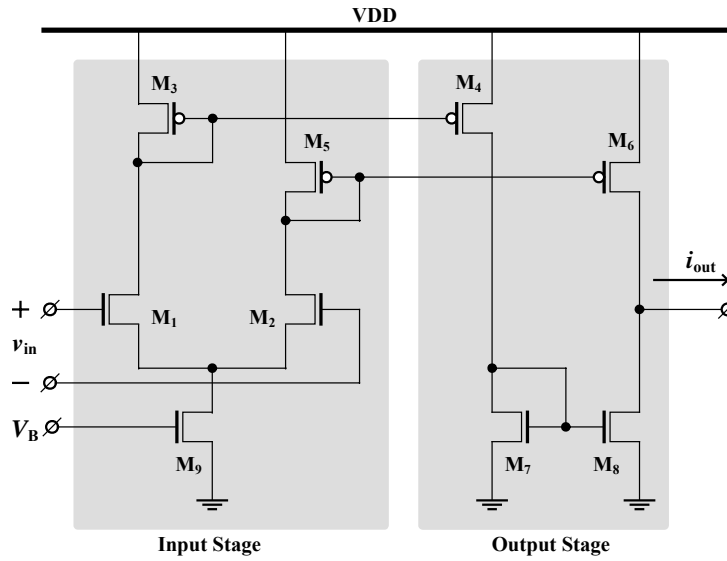 VDD
M3
M4
M5
M6
iout
+
M1
M2
vin
−
VB
M9
M7
M8
Input Stage
Output Stage